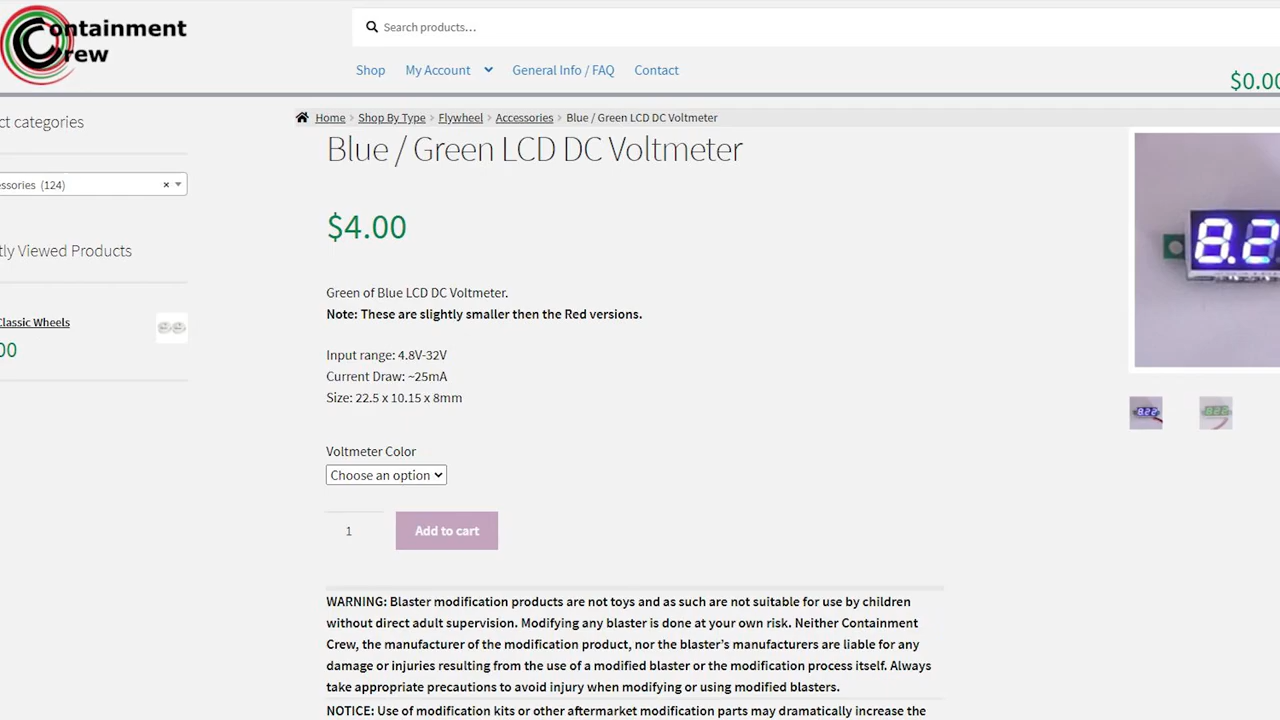 Containment
Crew
Search products…
Shop
My Account
General Info / FAQ
Contact
$0.00
ct categories
essories (124)
×
tly Viewed Products
Classic Wheels
00
Home
Shop By Type
Flywheel
Accessories
Blue / Green LCD DC Voltmeter
Blue / Green LCD DC Voltmeter
$4.00
Green of Blue LCD DC Voltmeter.
Note: These are slightly smaller then the Red versions.
Input range: 4.8V-32V
Current Draw: ~25mA
Size: 22.5 x 10.15 x 8mm
Voltmeter Color
Choose an option
1
Add to cart
8.2
8.22
8.22
WARNING: Blaster modification products are not toys and as such are not suitable for use by children
without direct adult supervision. Modifying any blaster is done at your own risk. Neither Containment
Crew, the manufacturer of the modification product, nor the blaster’s manufacturers are liable for any
damage or injuries resulting from the use of a modified blaster or the modification process itself. Always
take appropriate precautions to avoid injury when modifying or using modified blasters.
NOTICE: Use of modification kits or other aftermarket modification parts may dramatically increase the